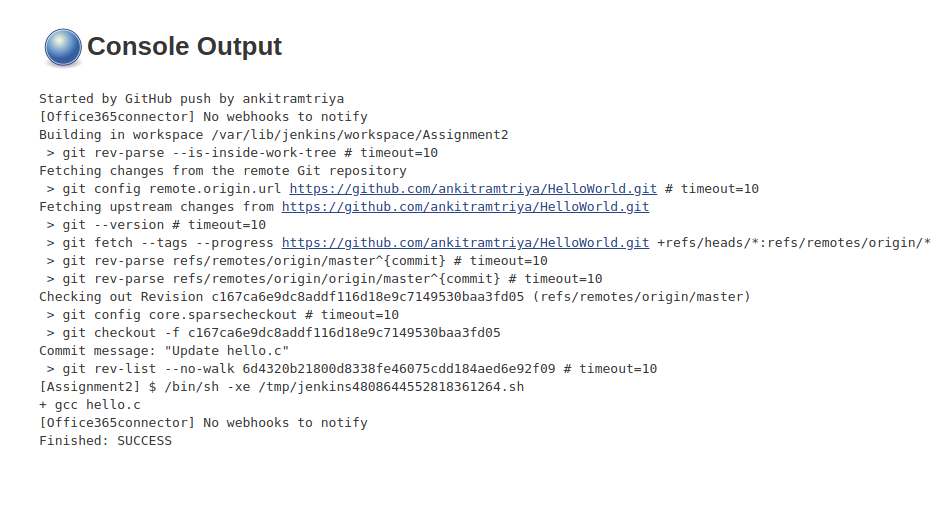 Console Output
Started by GitHub push by ankitramtriya
[Office365connector] No webhooks to notify
Building in workspace /var/lib/jenkins/workspace/Assignment2
 > git rev-parse --is-inside-work-tree # timeout=10
Fetching changes from the remote Git repository
 > git config remote.origin.url https://github.com/ankitramtriya/HelloWorld.git # timeout=10
Fetching upstream changes from https://github.com/ankitramtriya/HelloWorld.git
 > git --version # timeout=10
 > git fetch --tags --progress https://github.com/ankitramtriya/HelloWorld.git +refs/heads/*:refs/remotes/origin/*
 > git rev-parse refs/remotes/origin/master^{commit} # timeout=10
 > git rev-parse refs/remotes/origin/origin/master^{commit} # timeout=10
Checking out Revision c167ca6e9dc8addf116d18e9c7149530baa3fd05 (refs/remotes/origin/master)
 > git config core.sparsecheckout # timeout=10
 > git checkout -f c167ca6e9dc8addf116d18e9c7149530baa3fd05
Commit message: "Update hello.c"
 > git rev-list --no-walk 6d4320b21800d8338fe46075cdd184aed6e92f09 # timeout=10
[Assignment2] $ /bin/sh -xe /tmp/jenkins4808644552818361264.sh
+ gcc hello.c
[Office365connector] No webhooks to notify
Finished: SUCCESS